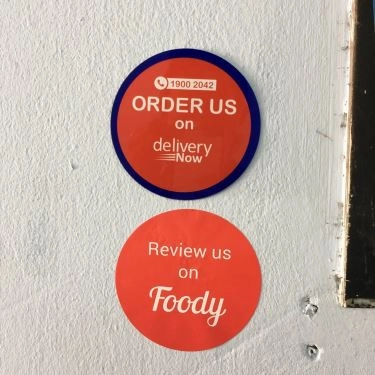 1900 2042
ORDER US
on
delivery
Now
Review us
on
Foody